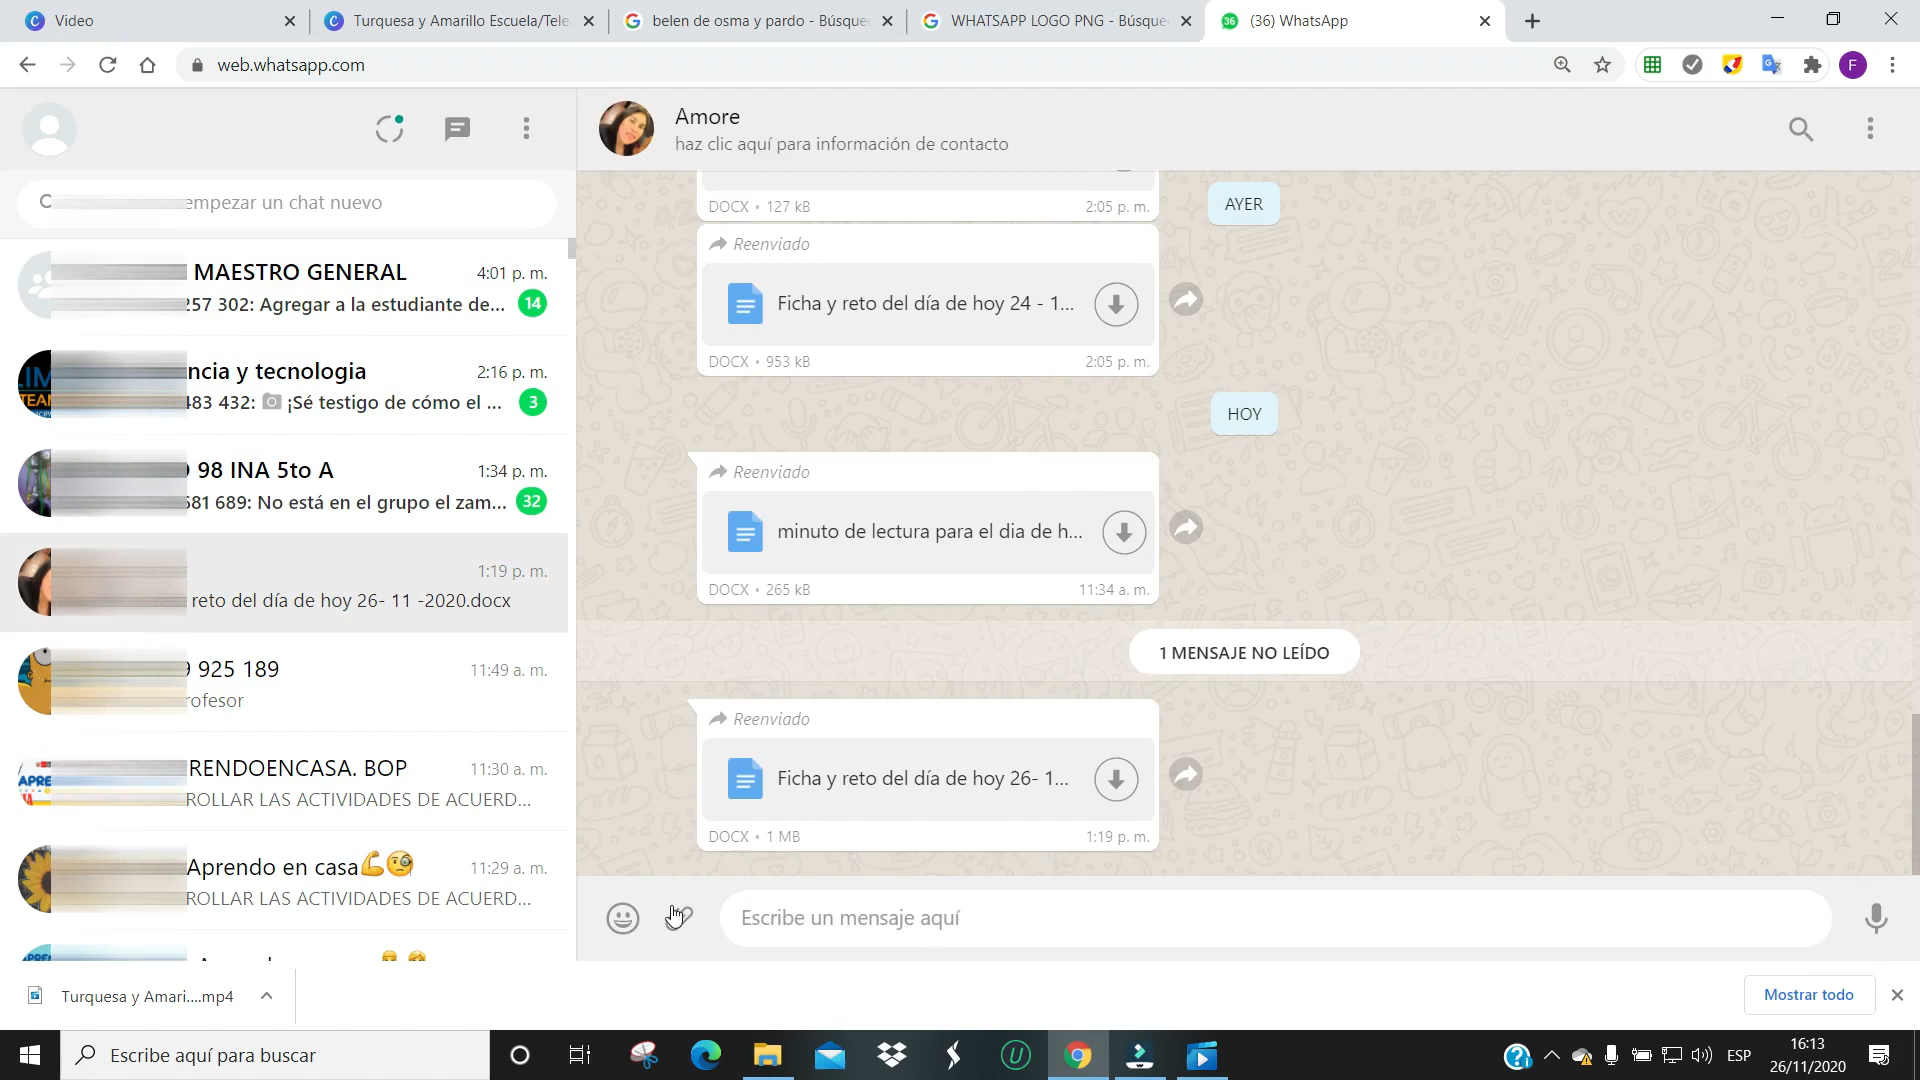 Video
Turquesa y Amarillo Escuela/Tele
belen de osma y pardo - Búsque
WHATSAPP LOGO PNG - Búsque
36
(36) WhatsApp
web.whatsapp.com
F
Amore
haz clic aquí para información de contacto
empezar un chat nuevo
MAESTRO GENERAL
4:01 p. m.
257 302: Agregar a la estudiante de...
14
ncia y tecnologia
2:16 p. m.
483 432: ¡Sé testigo de cómo el ...
3
98 INA 5to A
1:34 p. m.
681 689: No está en el grupo el zam...
32
1:19 p. m.
reto del día de hoy 26- 11 -2020.docx
925 189
11:49 a. m.
rofesor
RENDOENCASA. BOP
11:30 a. m.
ROLLAR LAS ACTIVIDADES DE ACUERD...
Aprendo en casa💪🧐
11:29 a. m.
ROLLAR LAS ACTIVIDADES DE ACUERD...
DOCX • 127 kB
2:05 p. m.
AYER
Reenviado
Ficha y reto del día de hoy 24 - 1...
DOCX • 953 kB
2:05 p. m.
HOY
Reenviado
minuto de lectura para el dia de h...
DOCX • 265 kB
11:34 a. m.
1 MENSAJE NO LEÍDO
Reenviado
Ficha y reto del día de hoy 26- 1...
DOCX • 1 MB
1:19 p. m.
Escribe un mensaje aquí
Turquesa y Amari....mp4
Mostrar todo
Escribe aquí para buscar
ESP
16:13
26/11/2020